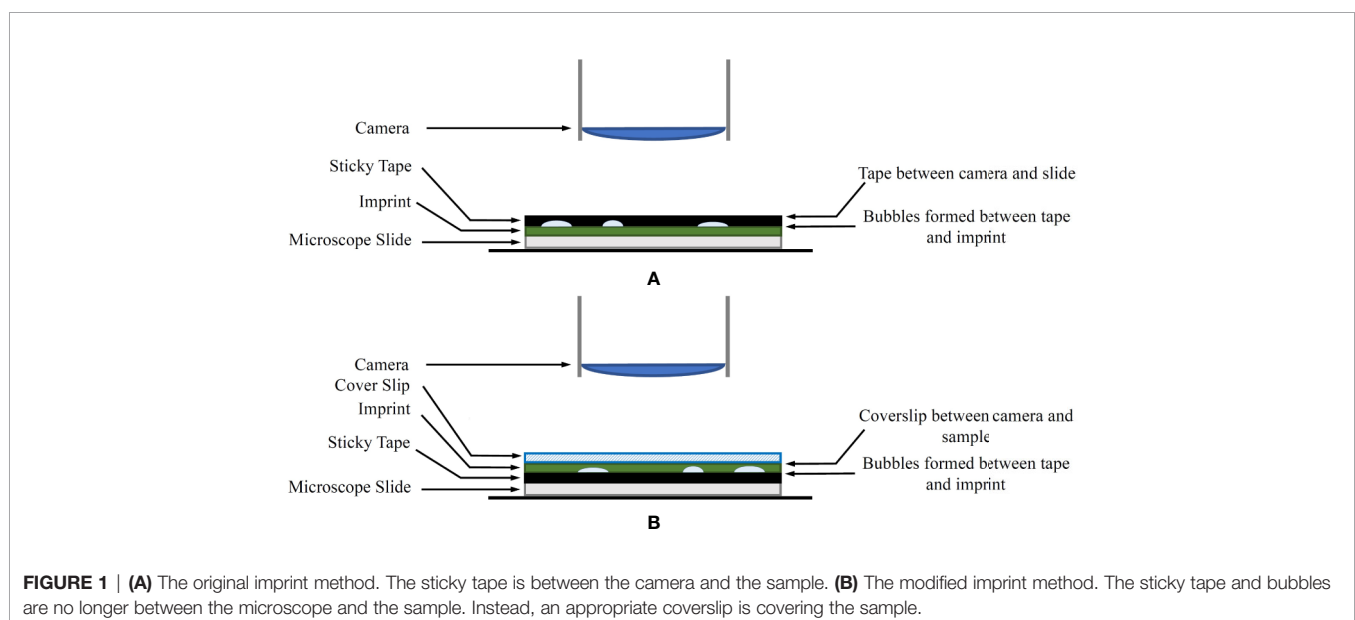 Camera
Sticky Tape
Imprint
Microscope Slide
Tape between camera and slide
Bubbles formed between tape
and imprint
A
Camera
Cover Slip
Imprint
Sticky Tape
Microscope Slide
Coverslip between camera and
sample
Bubbles formed between tape
and imprint
B
FIGURE 1 | (A) The original imprint method. The sticky tape is between the camera and the sample. (B) The modified imprint method. The sticky tape and bubbles
are no longer between the microscope and the sample. Instead, an appropriate coverslip is covering the sample.